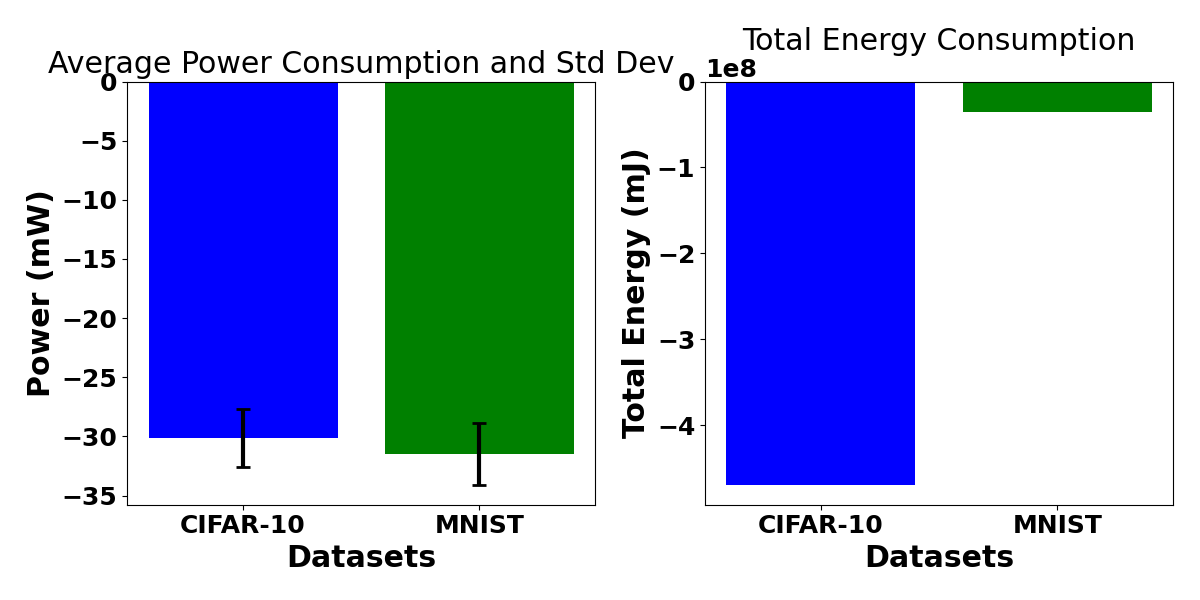 Average Power Consumption and Std Dev
Power (mW)
0
−5
−10
−15
−20
−25
−30
−35
CIFAR-10 MNIST
Datasets
Total Energy Consumption
1e8
Total Energy (mJ)
0
−1
−2
−3
−4
CIFAR-10 MNIST
Datasets